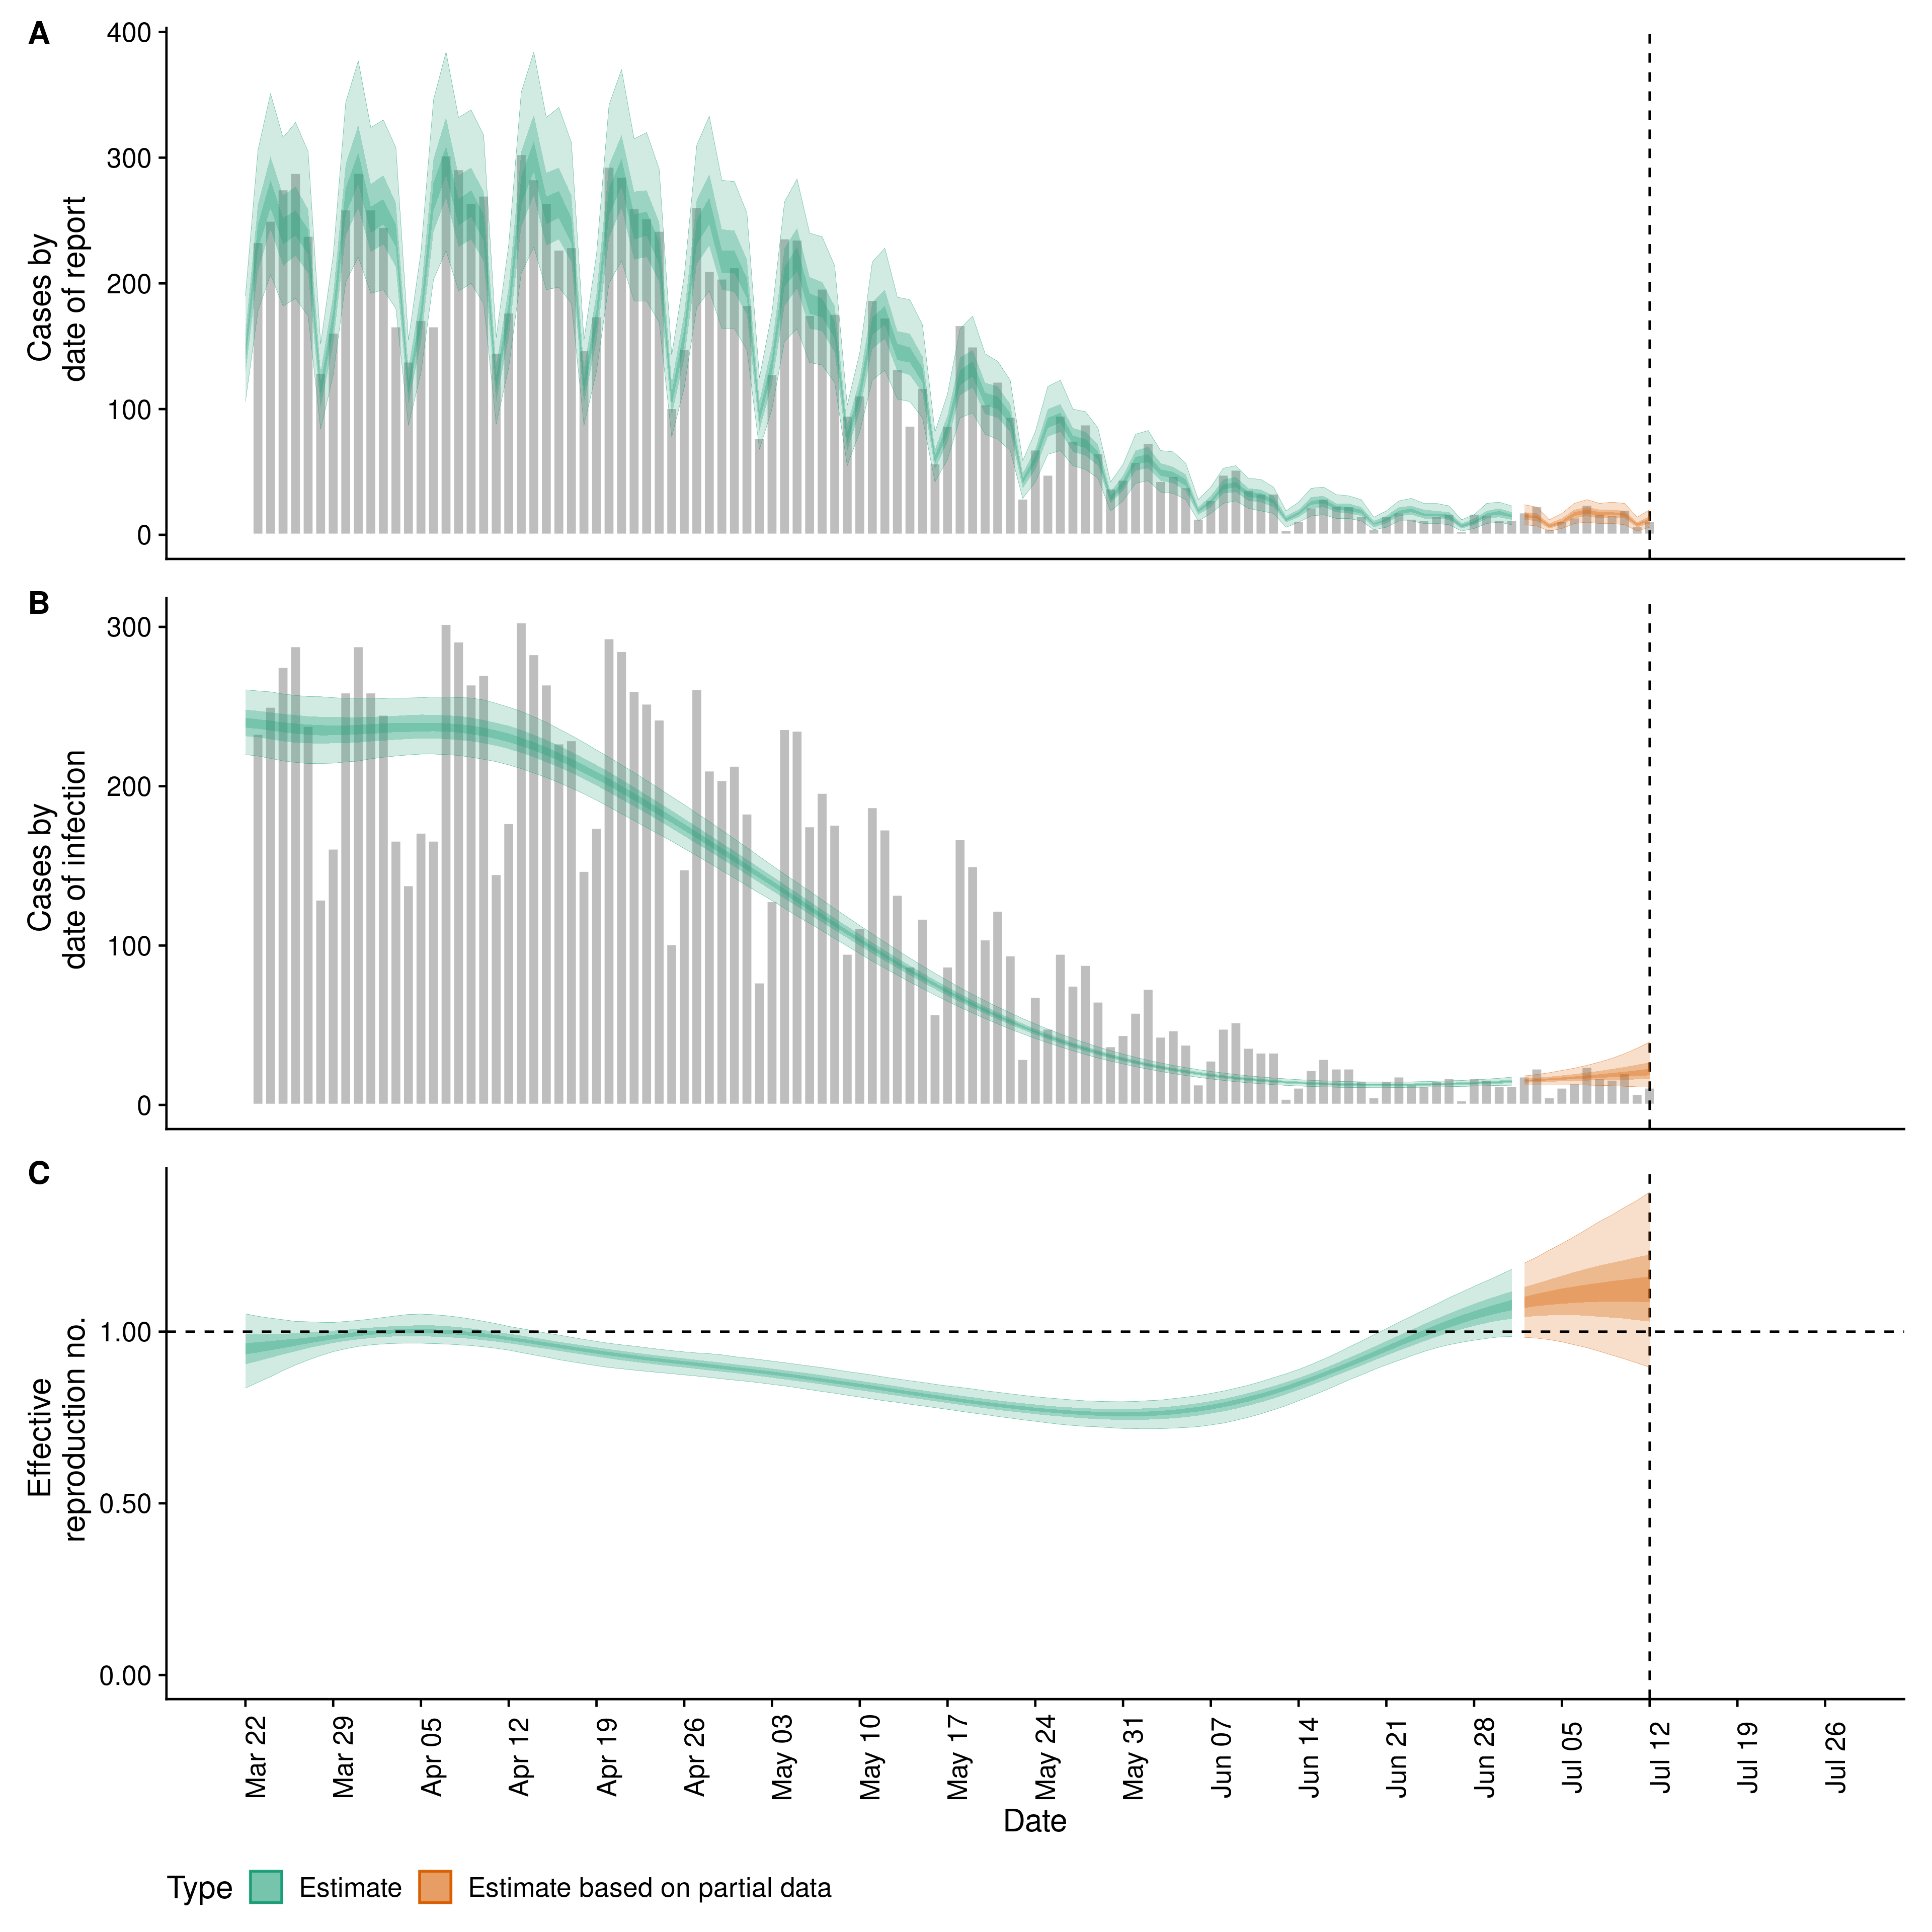 A
400
300
200
100
0
Cases by
date of report
B
300
200
100
0
Cases by
date of infection
C
1.00
0.50
0.00
Effective
reproduction no.
Mar 22
Mar 29
Apr 05
Apr 12
Apr 19
Apr 26
May 03
May 10
May 17
May 24
May 31
Jun 07
Jun 14
Jun 21
Jun 28
Jul 05
Jul 12
Jul 19
Jul 26
Date
Type Estimate Estimate based on partial data